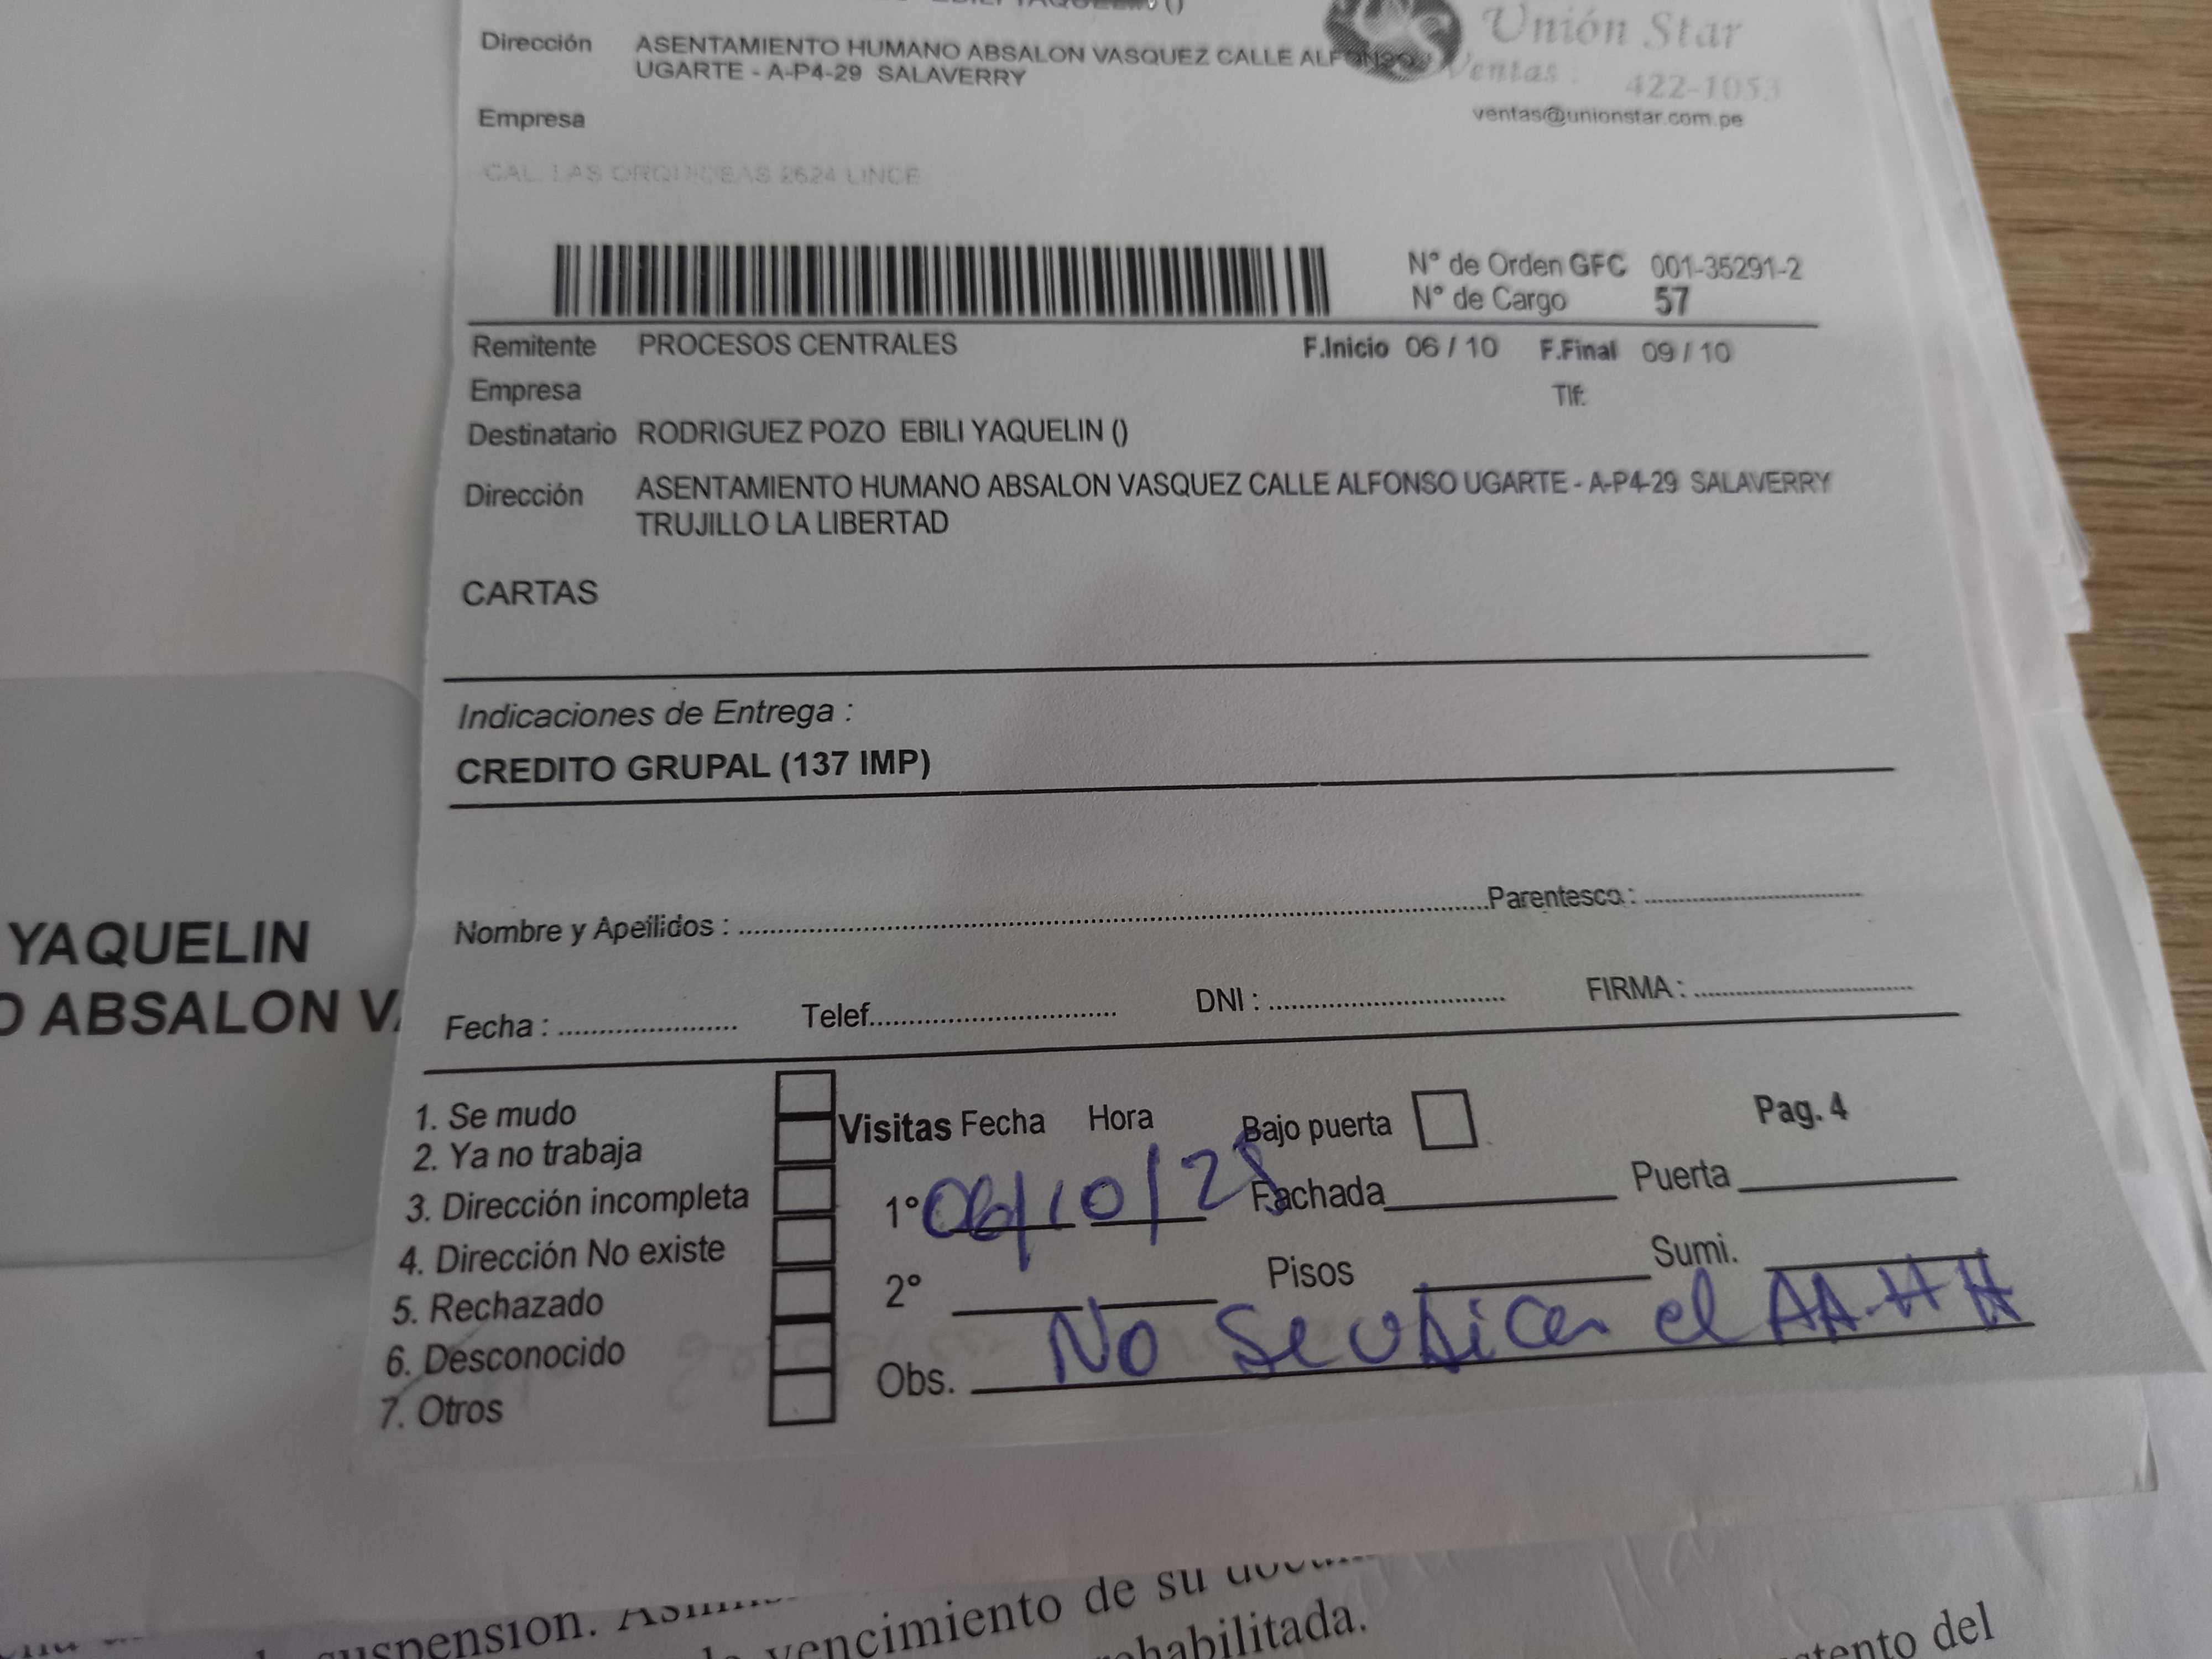 EBILI YAQUELIN ()
Unión Star
Dirección ASENTAMIENTO HUMANO ABSALON VASQUEZ CALLE ALFONSO
UGARTE - A-P4-29 SALAVERRY
Ventas : 422-1053
Empresa
ventas@unionstar.com.pe
CAL. LAS ORQUIDEAS 2624 LINCE
N° de Orden GFC 001-35291-2
N° de Cargo 57
Remitente PROCESOS CENTRALES F.Inicio 06 / 10 F.Final 09 / 10
Empresa Tlf:
Destinatario RODRIGUEZ POZO EBILI YAQUELIN ()
Dirección ASENTAMIENTO HUMANO ABSALON VASQUEZ CALLE ALFONSO UGARTE - A-P4-29 SALAVERRY
TRUJILLO LA LIBERTAD
CARTAS
Indicaciones de Entrega :
CREDITO GRUPAL (137 IMP)
Nombre y Apellidos : Parentesco :
Fecha : Telef. DNI : FIRMA :
1. Se mudo
2. Ya no trabaja
3. Dirección incompleta
4. Dirección No existe
5. Rechazado
6. Desconocido
7. Otros
Visitas Fecha Hora Bajo puerta Pag. 4
1° 06/10/25 Fachada Puerta
2° Pisos Sumi.
Obs. No Se ubica el AA.HH
YAQUELIN
O ABSALON VA
suspensión.
vencimiento de su
rehabilitada.
del